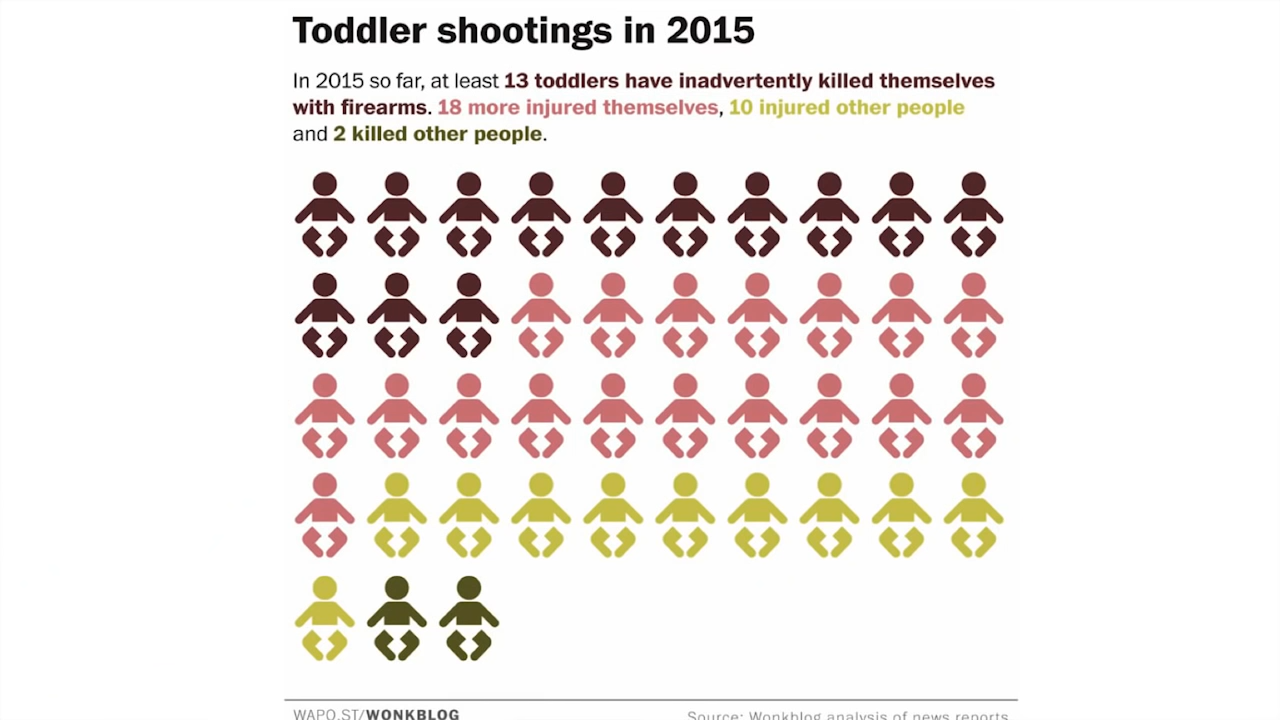 Toddler shootings in 2015
In 2015 so far, at least 13 toddlers have inadvertently killed themselves
with firearms. 18 more injured themselves, 10 injured other people
and 2 killed other people.
WAPO.ST/WONKBLOG
Source: Wonkblog analysis of news reports